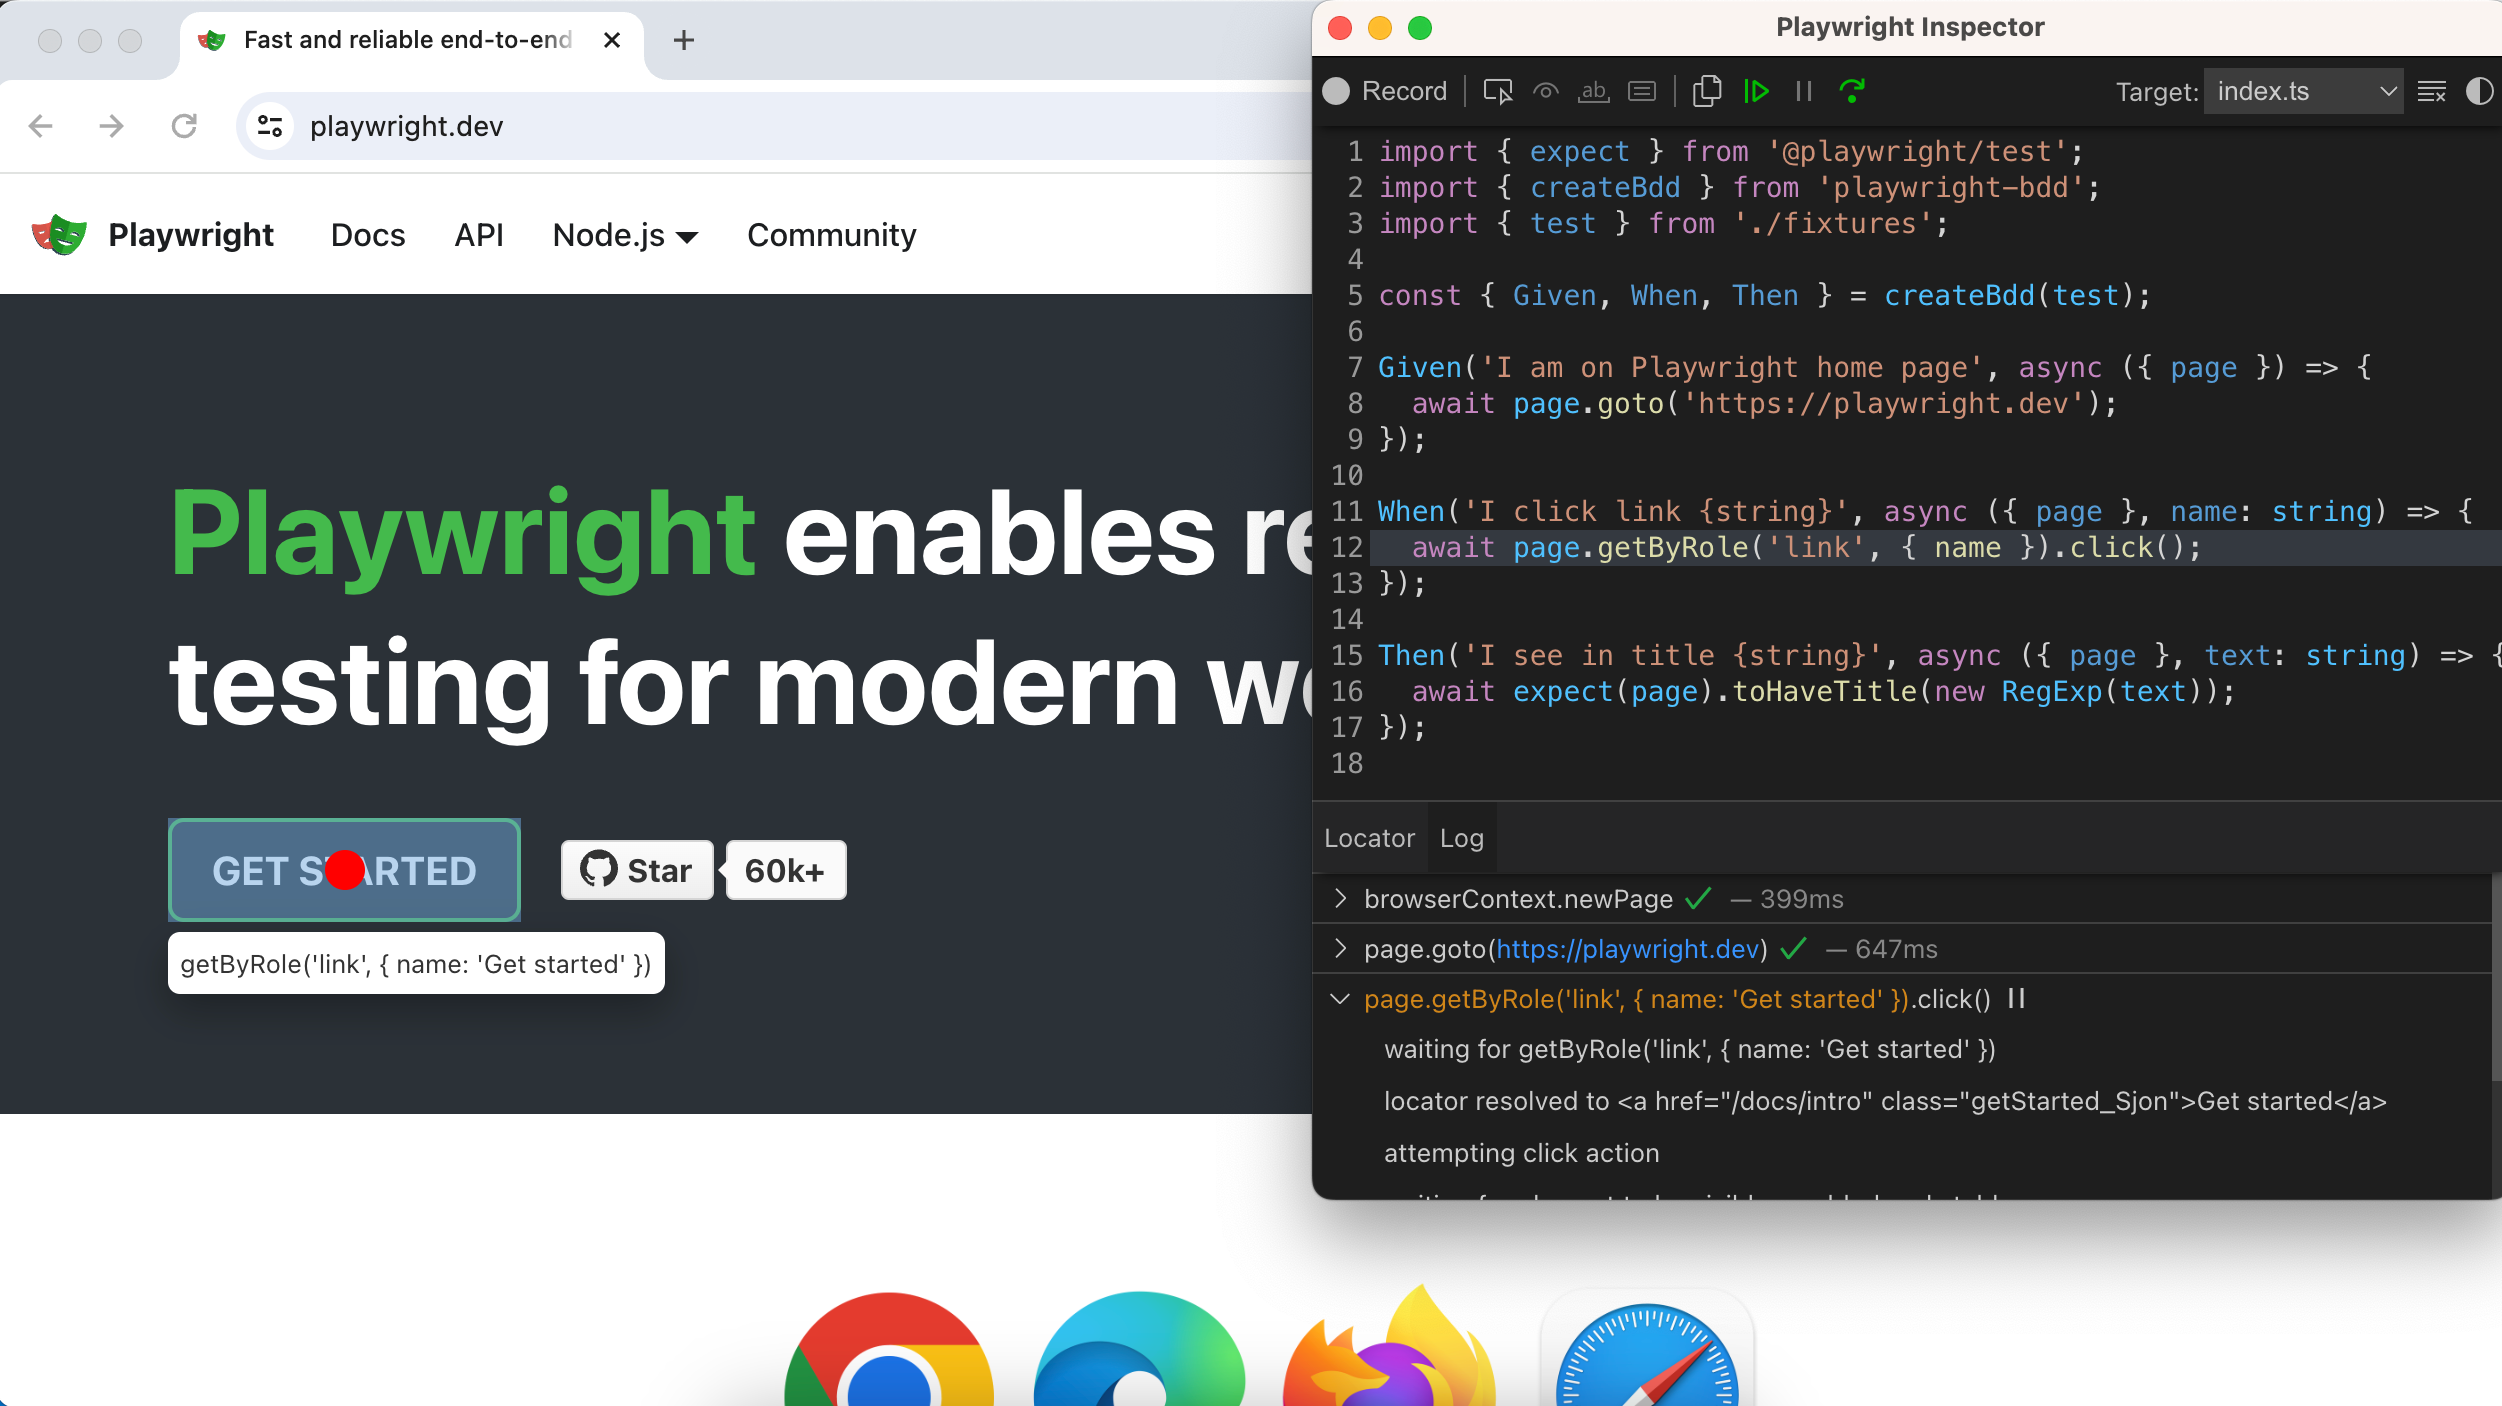 Fast and reliable end-to-end
playwright.dev
Playwright Docs API Node.js Community
Playwright enables re
testing for modern we
GET STARTED
Star
60k+
getByRole('link', { name: 'Get started' })
Playwright Inspector
Record
ab
Target: index.ts
1 import { expect } from '@playwright/test';
2 import { createBdd } from 'playwright-bdd';
3 import { test } from './fixtures';
4
5 const { Given, When, Then } = createBdd(test);
6
7 Given('I am on Playwright home page', async ({ page }) => {
8   await page.goto('https://playwright.dev');
9 });
10
11 When('I click link {string}', async ({ page }, name: string) => {
12   await page.getByRole('link', { name }).click();
13 });
14
15 Then('I see in title {string}', async ({ page }, text: string) => {
16   await expect(page).toHaveTitle(new RegExp(text));
17 });
18
Locator Log
browserContext.newPage ✓ — 399ms
page.goto(https://playwright.dev) ✓ — 647ms
page.getByRole('link', { name: 'Get started' }).click()
waiting for getByRole('link', { name: 'Get started' })
locator resolved to <a href="/docs/intro" class="getStarted_Sjon">Get started</a>
attempting click action